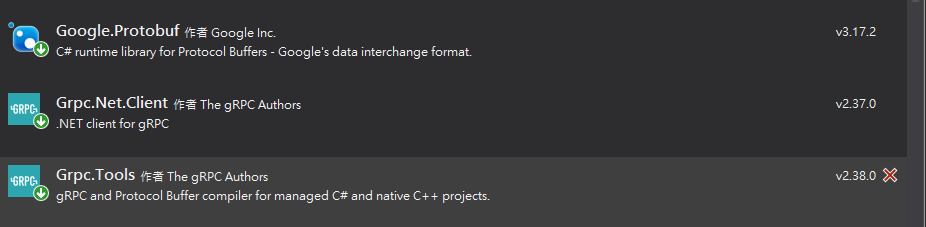 Google.Protobuf 作者 Google Inc. v3.17.2
C# runtime library for Protocol Buffers - Google's data interchange format.
GRPC Grpc.Net.Client 作者 The gRPC Authors v2.37.0
.NET client for gRPC
GRPC Grpc.Tools 作者 The gRPC Authors v2.38.0
gRPC and Protocol Buffer compiler for managed C# and native C++ projects.